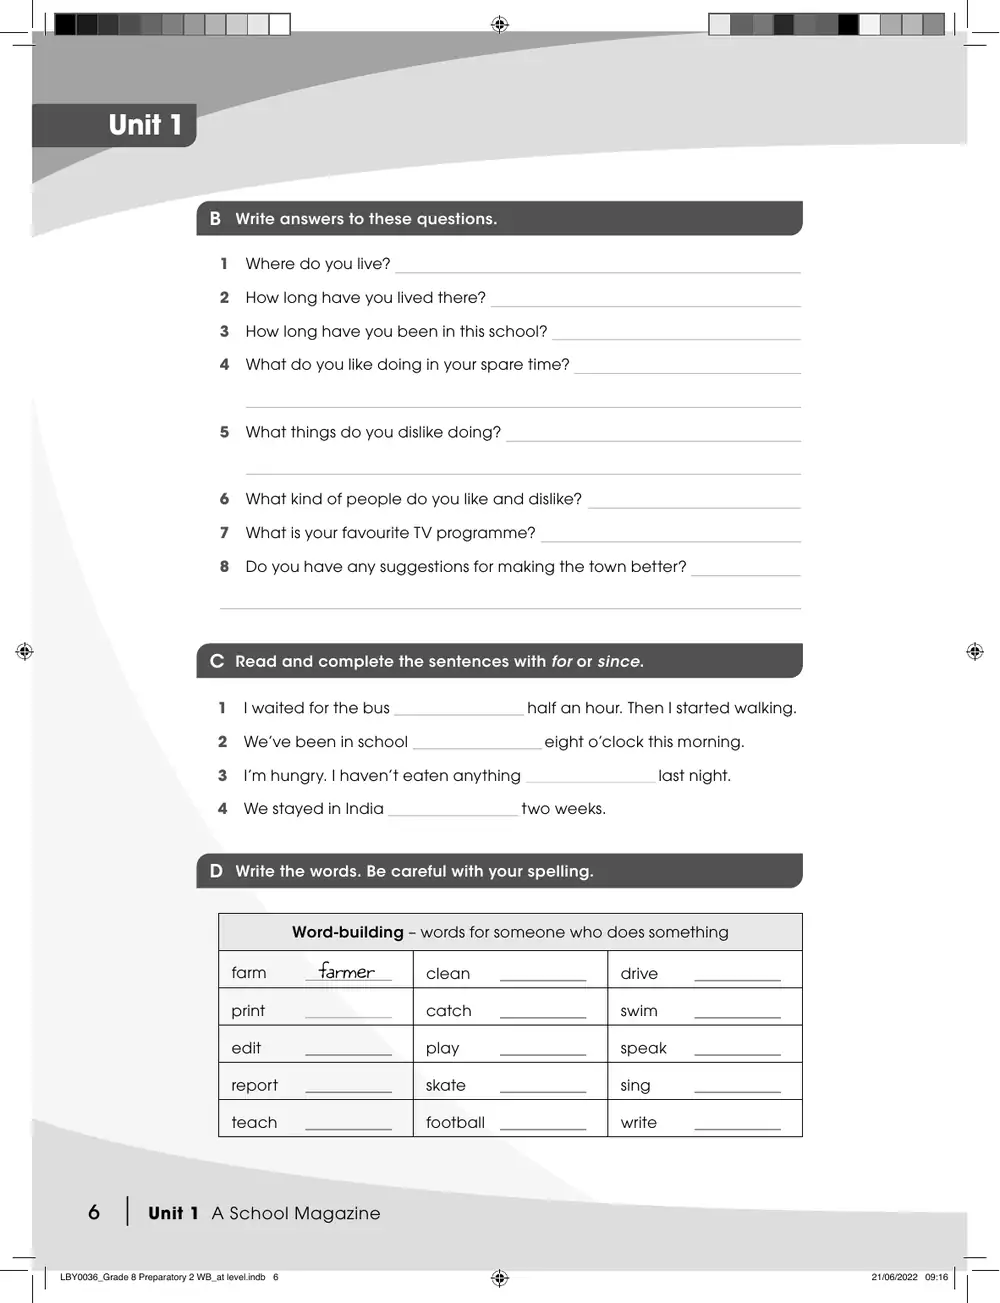 Unit 1
B Write answers to these questions.
1 Where do you live?
2 How long have you lived there?
3 How long have you been in this school?
4 What do you like doing in your spare time?
5 What things do you dislike doing?
6 What kind of people do you like and dislike?
7 What is your favourite TV programme?
8 Do you have any suggestions for making the town better?
C Read and complete the sentences with for or since.
1 I waited for the bus ______ half an hour. Then I started walking.
2 We’ve been in school ______ eight o’clock this morning.
3 I’m hungry. I haven’t eaten anything ______ last night.
4 We stayed in India ______ two weeks.
D Write the words. Be careful with your spelling.
Word-building – words for someone who does something
farm farmer clean drive
print catch swim
edit play speak
report skate sing
teach football write
6 Unit 1 A School Magazine
LBY0036_Grade 8 Preparatory 2 WB_at level.indb 6 21/06/2022 09:16